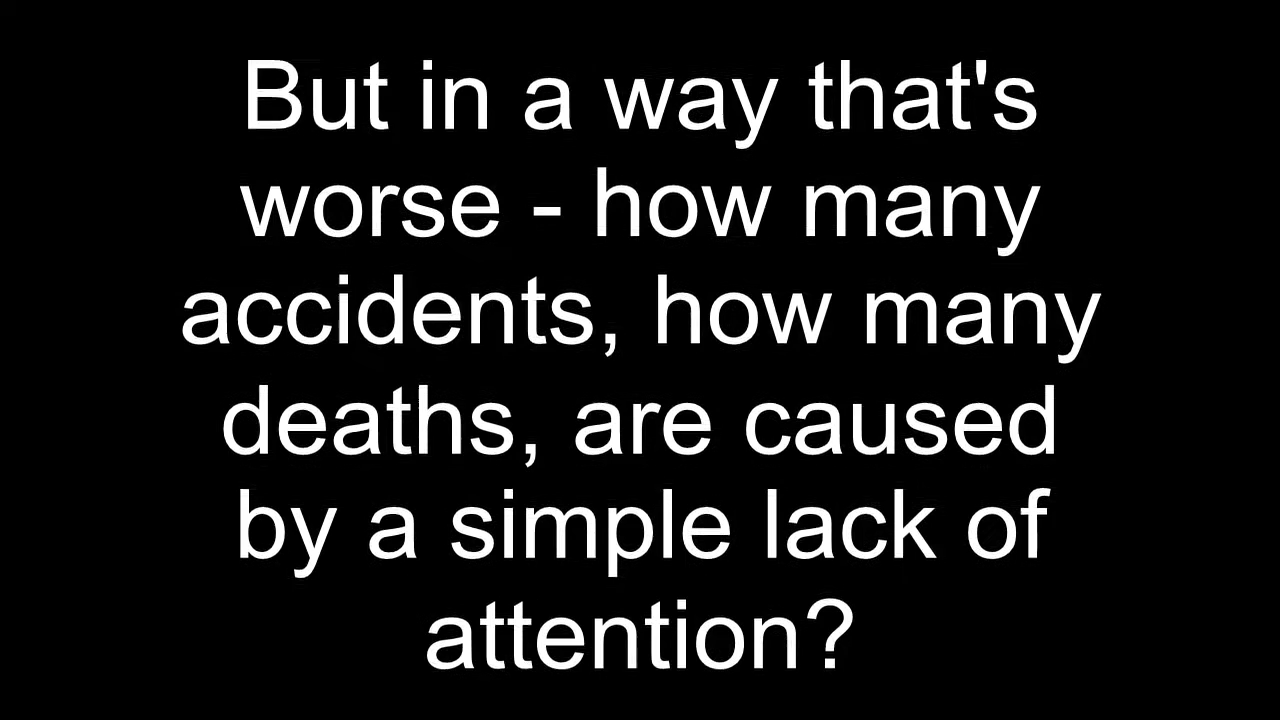 But in a way that's
worse - how many
accidents, how many
deaths, are caused
by a simple lack of
attention?